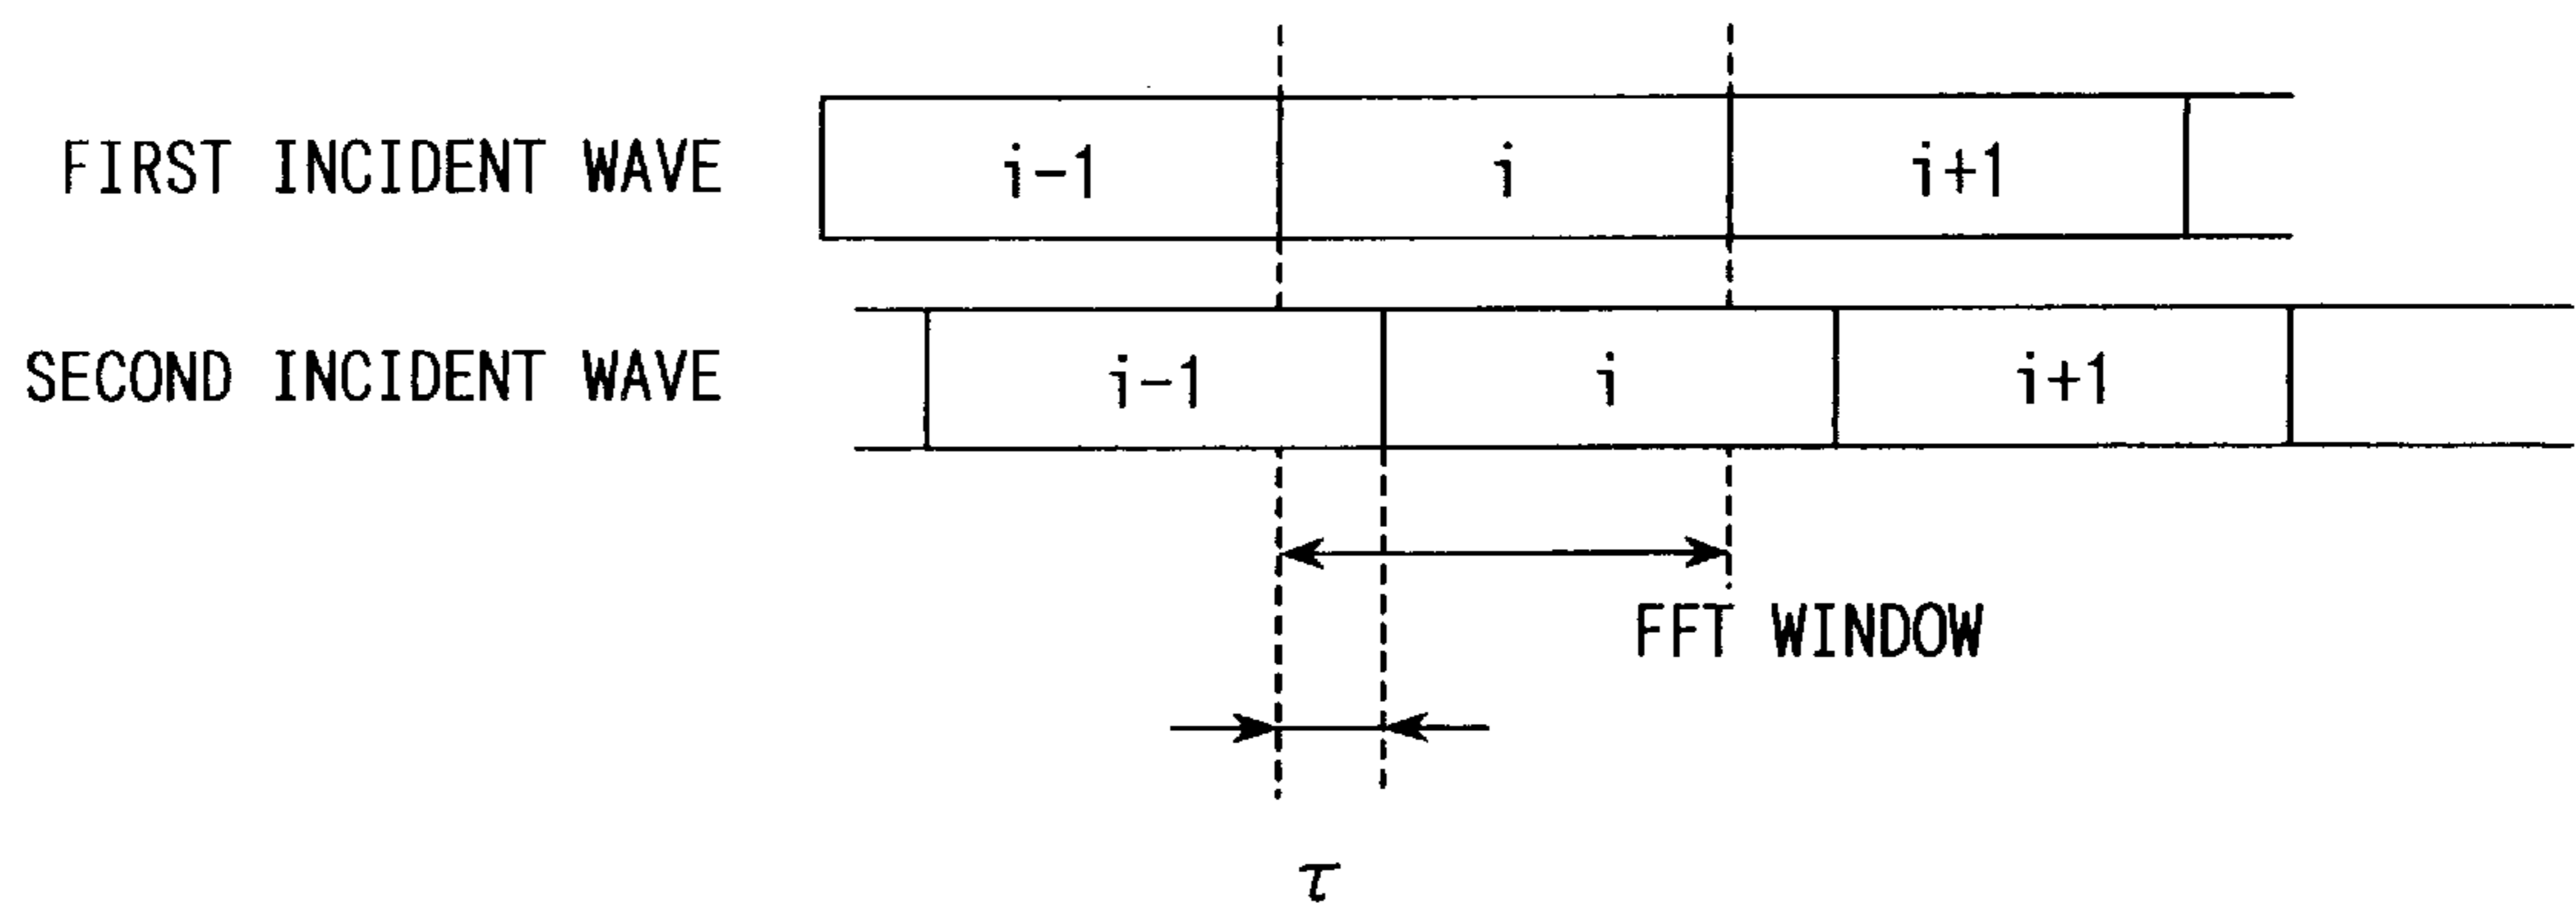 FIRST INCIDENT WAVE i-1 i i+1
SECOND INCIDENT WAVE i-1 i i+1
FFT WINDOW
τ